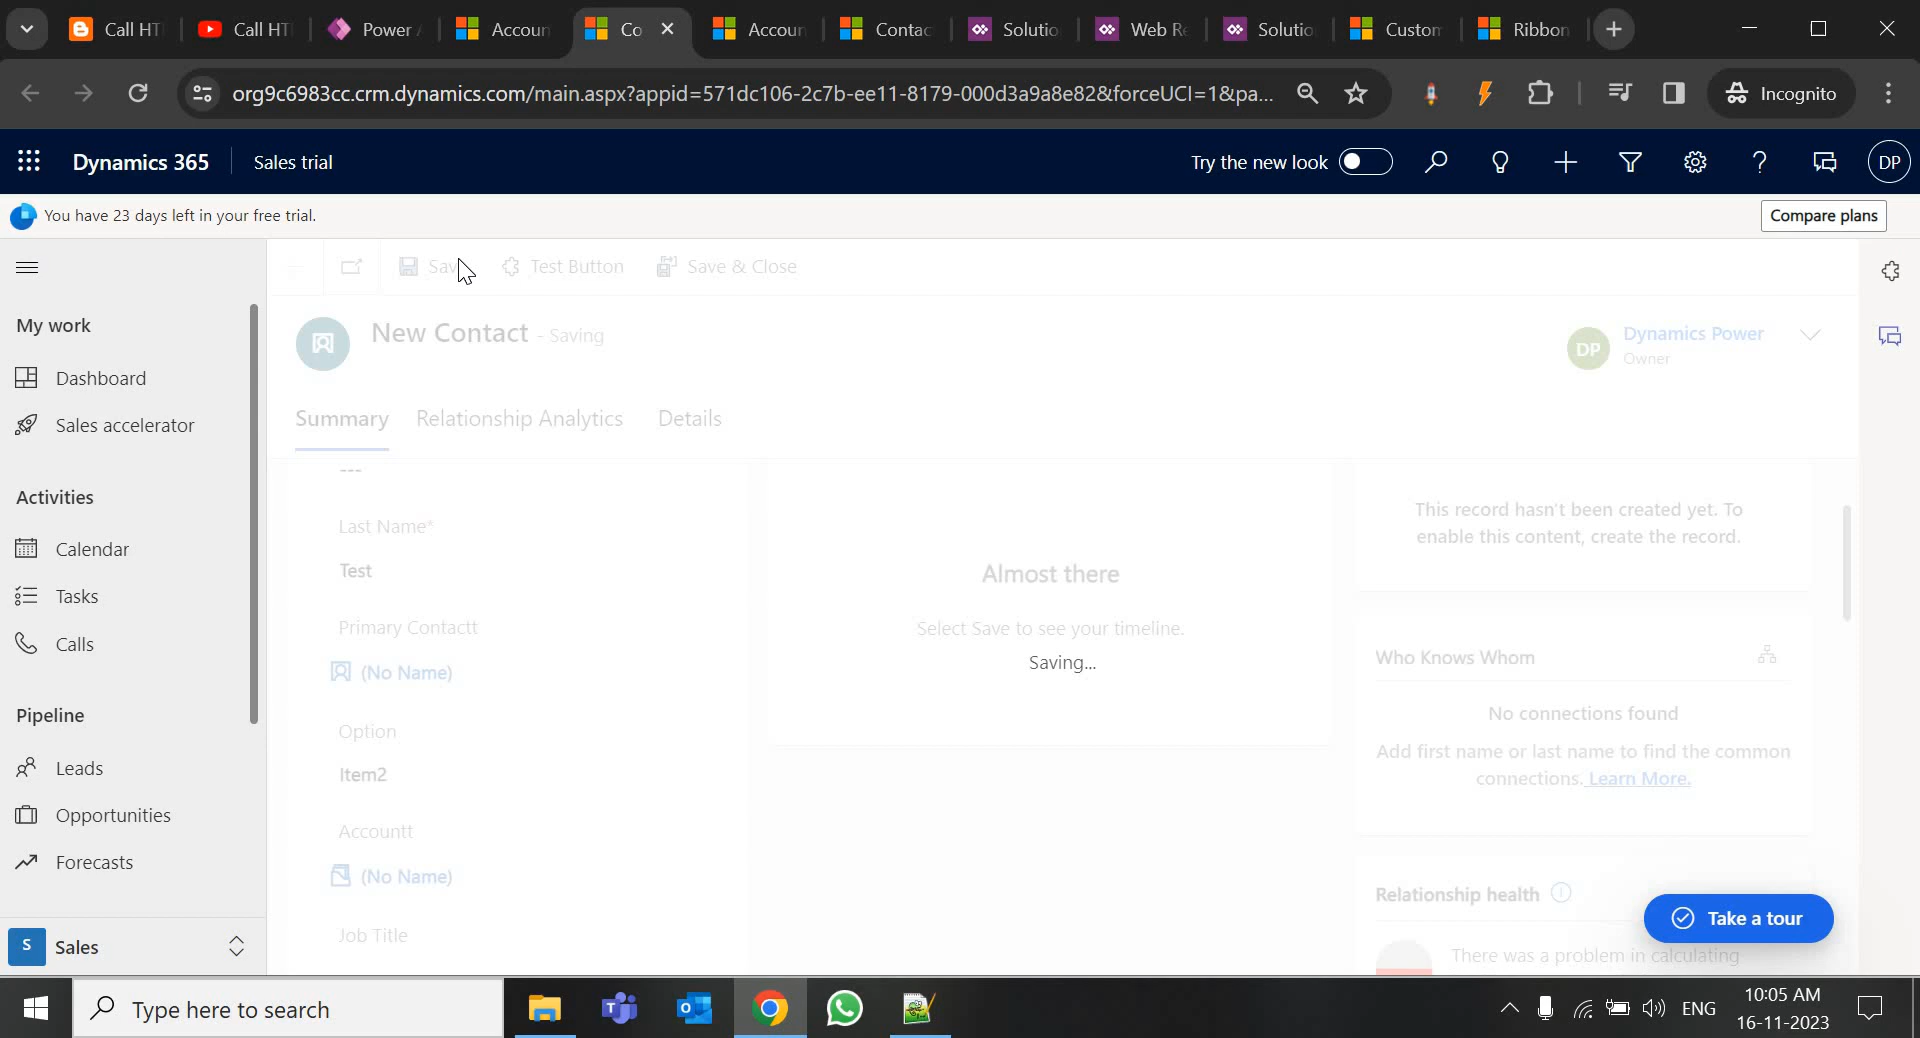 Call HT
Call HT
Power A
Accoun
Co
Accoun
Contac
Solutio
Web Re
Solutio
Custom
Ribbon
org9c6983cc.crm.dynamics.com/main.aspx?appid=571dc106-2c7b-ee11-8179-000d3a9a8e82&forceUCI=1&pa...
Incognito
Dynamics 365
Sales trial
Try the new look
DP
You have 23 days left in your free trial.
Compare plans
Save
Test Button
Save & Close
My work
Dashboard
Sales accelerator
Activities
Calendar
Tasks
Calls
Pipeline
Leads
Opportunities
Forecasts
S
Sales
New Contact - Saving
DP
Dynamics Power
Owner
Summary
Relationship Analytics
Details
---
Last Name*
Test
Primary Contactt
(No Name)
Option
Item2
Accountt
(No Name)
Job Title
Almost there
Select Save to see your timeline.
Saving...
This record hasn't been created yet. To
enable this content, create the record.
Who Knows Whom
No connections found
Add first name or last name to find the common
connections. Learn More.
Relationship health
There was a problem in calculating
Take a tour
Type here to search
ENG
10:05 AM
16-11-2023